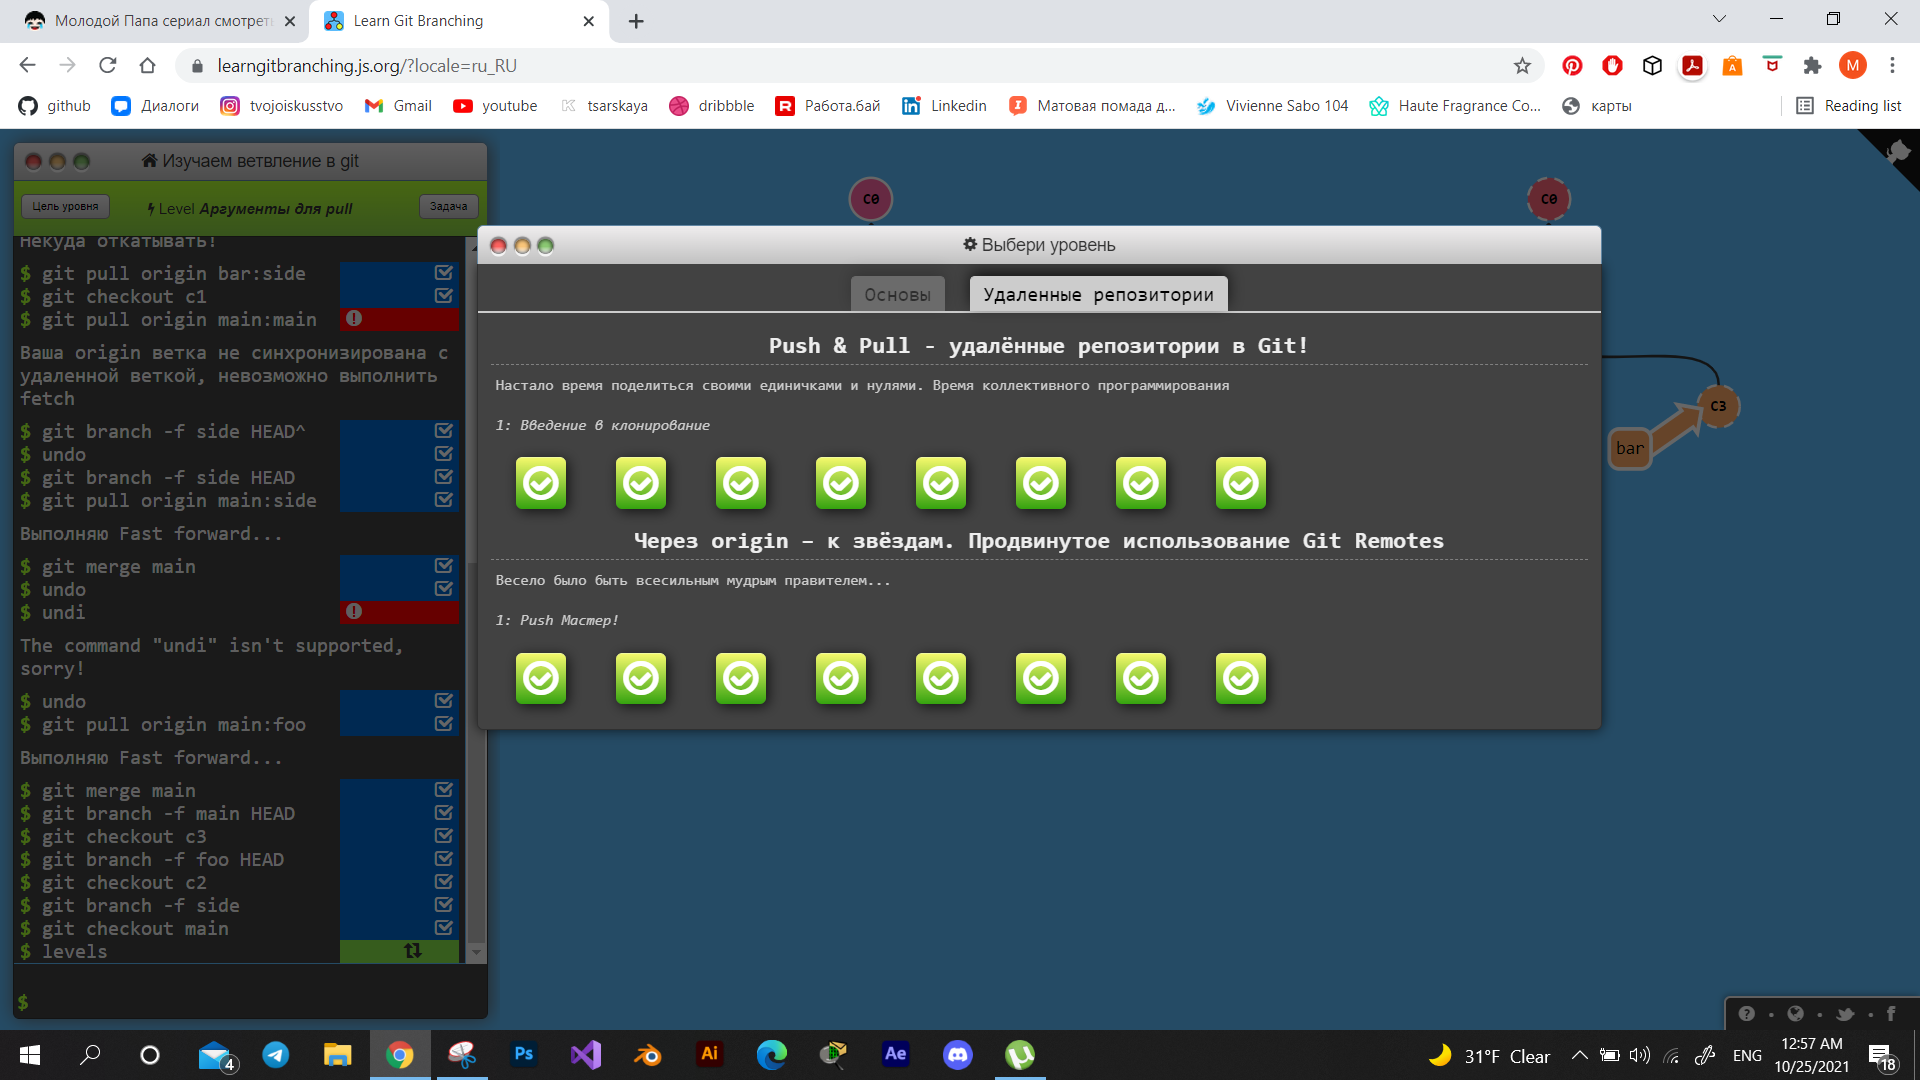 Молодой Папа сериал смотреть
Learn Git Branching
learngitbranching.js.org/?locale=ru_RU
M
github
Диалоги
tvojoiskusstvo
Gmail
youtube
tsarskaya
dribbble
Работа.бай
Linkedin
Матовая помада д...
Vivienne Sabo 104
Haute Fragrance Co...
карты
Reading list
Изучаем ветвление в git
Цель уровня
Level Аргументы для pull
Задача
Некуда откатывать!
$ git pull origin bar:side
$ git checkout c1
$ git pull origin main:main
Ваша origin ветка не синхронизирована с
удаленной веткой, невозможно выполнить
fetch
$ git branch -f side HEAD^
$ undo
$ git branch -f side HEAD
$ git pull origin main:side
Выполняю Fast forward...
$ git merge main
$ undo
$ undi
The command "undi" isn't supported,
sorry!
$ undo
$ git pull origin main:foo
Выполняю Fast forward...
$ git merge main
$ git branch -f main HEAD
$ git checkout c3
$ git branch -f foo HEAD
$ git checkout c2
$ git branch -f side
$ git checkout main
$ levels
$
C0
C0
C3
bar
Выбери уровень
Основы
Удаленные репозитории
Push & Pull - удалённые репозитории в Git!
Настало время поделиться своими единичками и нулями. Время коллективного программирования
1: Введение в клонирование
Через origin – к звёздам. Продвинутое использование Git Remotes
Весело было быть всесильным мудрым правителем...
1: Push Мастер!
4
Ps
Ai
Ae
31°F Clear
ENG
12:57 AM
10/25/2021
18